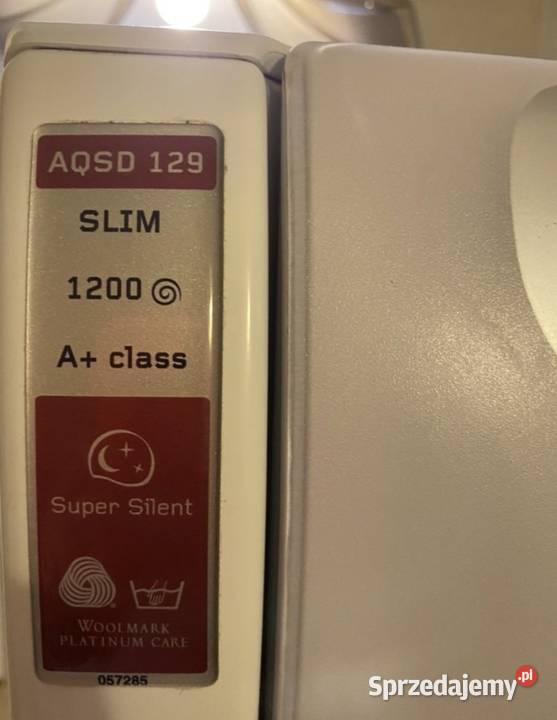 AQSD 129
SLIM
1200
A+ class
Super Silent
WOOLMARK
PLATINUM CARE
057285
Sprzedajemy.pl